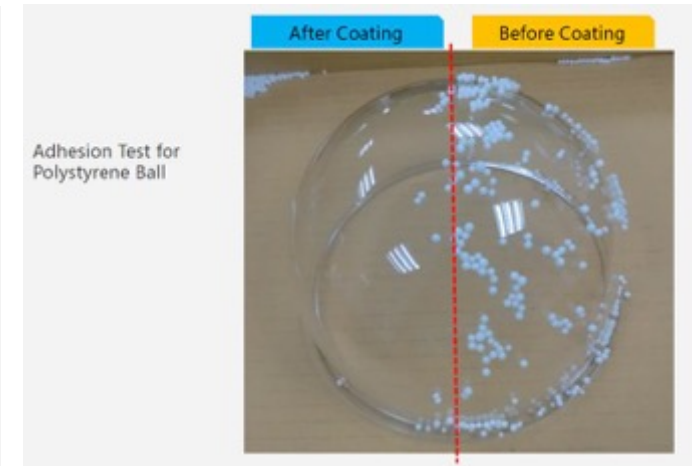 After Coating
Before Coating
Adhesion Test for
Polystyrene Ball